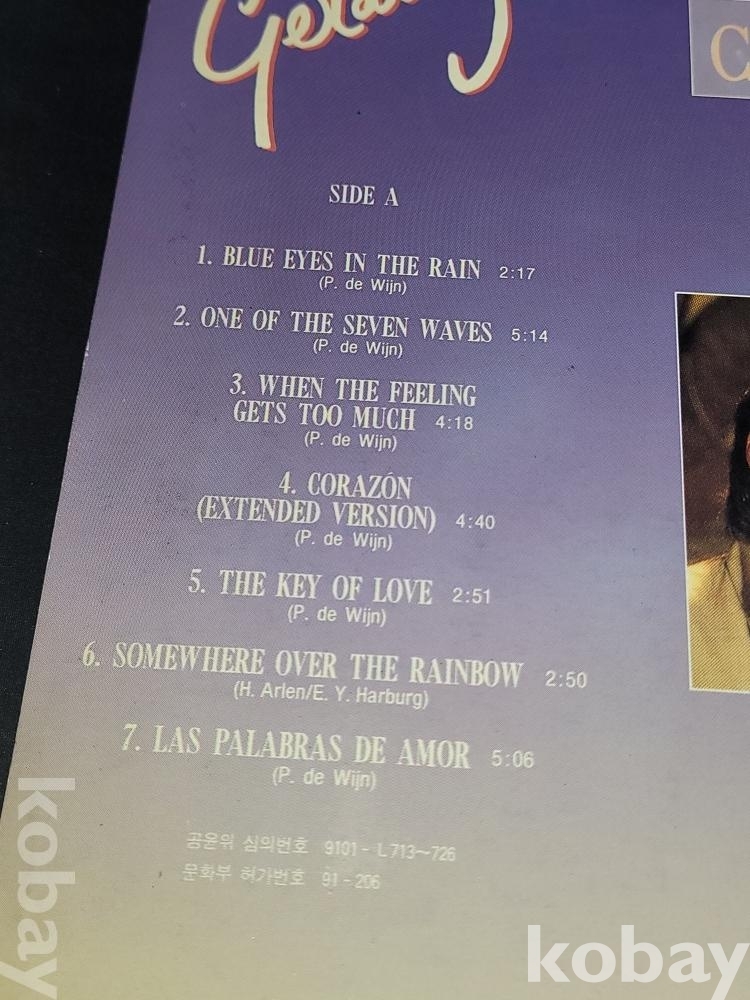 SIDE A
1. BLUE EYES IN THE RAIN 2:17
(P. de Wijn)
2. ONE OF THE SEVEN WAVES 5:14
(P. de Wijn)
3. WHEN THE FEELING
GETS TOO MUCH 4:18
(P. de Wijn)
4. CORAZÓN
(EXTENDED VERSION) 4:40
(P. de Wijn)
5. THE KEY OF LOVE 2:51
(P. de Wijn)
6. SOMEWHERE OVER THE RAINBOW 2:50
(H. Arlen/E. Y. Harburg)
7. LAS PALABRAS DE AMOR 5:06
(P. de Wijn)
공윤위 심의번호 9101-L713~726
문화부 허가번호 91-206
kobay
kobay